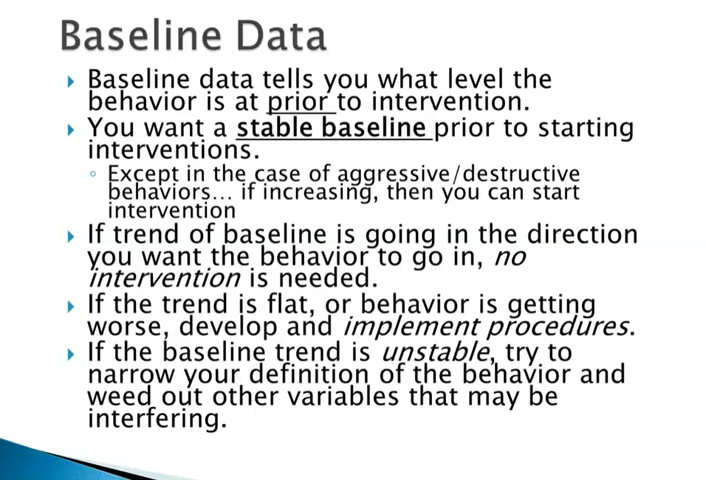 Baseline Data
Baseline data tells you what level the
behavior is at prior to intervention.
You want a stable baseline prior to starting
interventions.
Except in the case of aggressive/destructive
behaviors... if increasing, then you can start
intervention
If trend of baseline is going in the direction
you want the behavior to go in, no
intervention is needed.
If the trend is flat, or behavior is getting
worse, develop and implement procedures.
If the baseline trend is unstable, try to
narrow your definition of the behavior and
weed out other variables that may be
interfering.